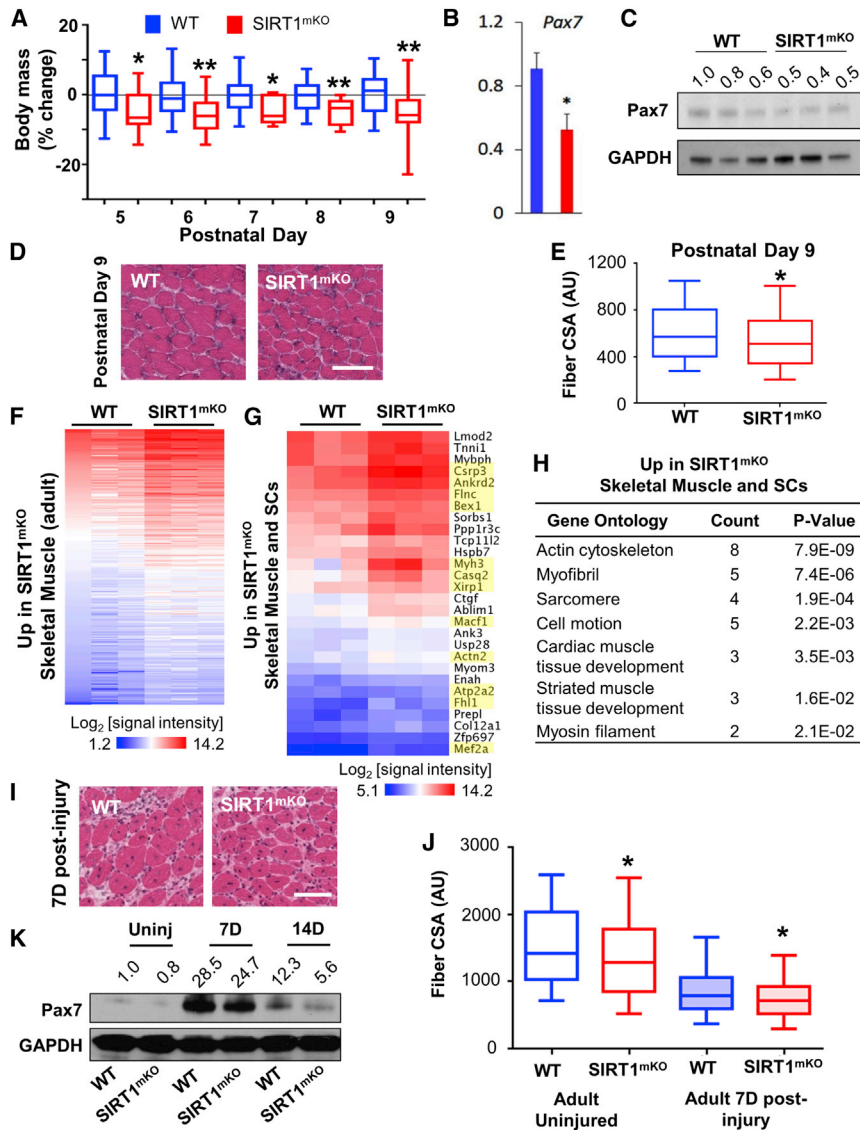 A
WT
SIRT1mKO
Body mass
(% change)
20
10
0
-10
-20
*
**
*
**
**
5 6 7 8 9
Postnatal Day
B
Pax7
1.2
0.8
0.4
0
*
C
WT SIRT1mKO
1.0 0.8 0.6 0.5 0.4 0.5
Pax7
GAPDH
D
Postnatal Day 9
WT
SIRT1mKO
E
Postnatal Day 9
Fiber CSA (AU)
1200
800
400
0
*
WT SIRT1mKO
F
WT SIRT1mKO
Up in SIRT1mKO
Skeletal Muscle (adult)
Log2 [signal intensity]
1.2 14.2
G
WT SIRT1mKO
Up in SIRT1mKO
Skeletal Muscle and SCs
Lmod2
Tnni1
Mybph
Csrp3
Ankrd2
Flnc
Bex1
Sorbs1
Ppp1r3c
Tcp11l2
Hspb7
Myh3
Casq2
Xirp1
Ctgf
Ablim1
Macf1
Ank3
Usp28
Actn2
Myom3
Enah
Atp2a2
Fhl1
Prepl
Col12a1
Zfp697
Mef2a
Log2 [signal intensity]
5.1 14.2
H
Up in SIRT1mKO
Skeletal Muscle and SCs
Gene Ontology Count P-Value
Actin cytoskeleton 8 7.9E-09
Myofibril 5 7.4E-06
Sarcomere 4 1.9E-04
Cell motion 5 2.2E-03
Cardiac muscle
tissue development 3 3.5E-03
Striated muscle
tissue development 3 1.6E-02
Myosin filament 2 2.1E-02
I
7D post-injury
WT
SIRT1mKO
J
Fiber CSA (AU)
3000
2000
1000
0
*
*
WT SIRT1mKO WT SIRT1mKO
Adult
Uninjured
Adult 7D post-
injury
K
Uninj 7D 14D
1.0 0.8 28.5 24.7 12.3 5.6
Pax7
GAPDH
WT SIRT1mKO WT SIRT1mKO WT SIRT1mKO